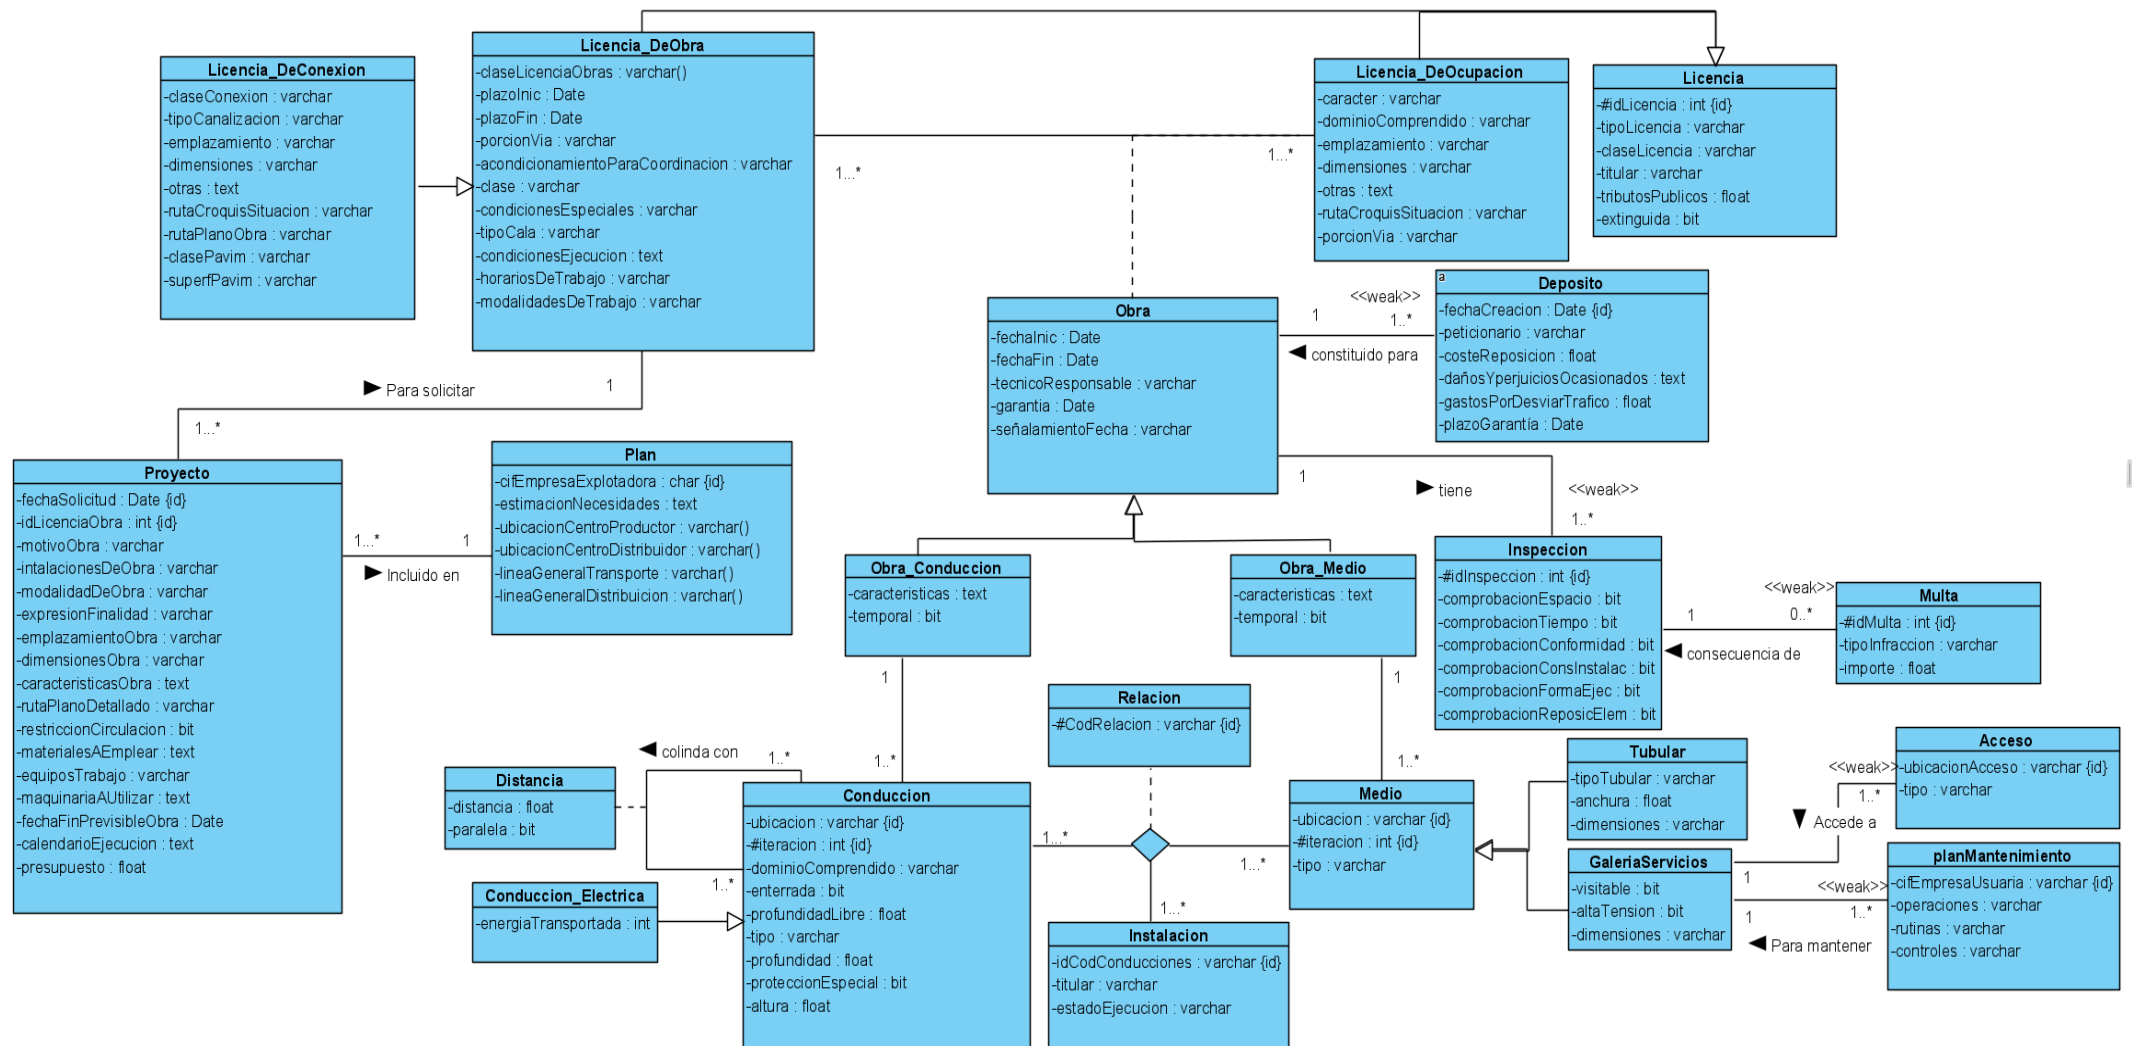 Licencia_DeConexion
-claseConexion : varchar
-tipoCanalizacion : varchar
-emplazamiento : varchar
-dimensiones : varchar
-otras : text
-rutaCroquisSituacion : varchar
-rutaPlanoObra : varchar
-clasePavim : varchar
-superfPavim : varchar
Licencia_DeObra
-claseLicenciaObras : varchar()
-plazoInic : Date
-plazoFin : Date
-porcionVia : varchar
-acondicionamientoParaCoordinacion : varchar
-clase : varchar
-condicionesEspeciales : varchar
-tipoCala : varchar
-condicionesEjecucion : text
-horariosDeTrabajo : varchar
-modalidadesDeTrabajo : varchar
1...*
1...*
Licencia_DeOcupacion
-caracter : varchar
-dominioComprendido : varchar
-emplazamiento : varchar
-dimensiones : varchar
-otras : text
-rutaCroquisSituacion : varchar
-porcionVia : varchar
Licencia
-#idLicencia : int {id}
-tipoLicencia : varchar
-claseLicencia : varchar
-titular : varchar
-tributosPublicos : float
-extinguida : bit
Obra
-fechaInic : Date
-fechaFin : Date
-tecnicoResponsable : varchar
-garantia : Date
-señalamientoFecha : varchar
<<weak>>
1
1..*
constituido para
a
Deposito
-fechaCreacion : Date {id}
-peticionario : varchar
-costeReposicion : float
-dañosYperjuiciosOcasionados : text
-gastosPorDesviarTrafico : float
-plazoGarantía : Date
Para solicitar
1
1...*
Proyecto
-fechaSolicitud : Date {id}
-idLicenciaObra : int {id}
-motivoObra : varchar
-intalacionesDeObra : varchar
-modalidadDeObra : varchar
-expresionFinalidad : varchar
-emplazamientoObra : varchar
-dimensionesObra : varchar
-caracteristicasObra : text
-rutaPlanoDetallado : varchar
-restriccionCirculacion : bit
-materialesAEmplear : text
-equiposTrabajo : varchar
-maquinariaAUtilizar : text
-fechaFinPrevisibleObra : Date
-calendarioEjecucion : text
-presupuesto : float
1...*
1
Incluido en
Plan
-cifEmpresaExplotadora : char {id}
-estimacionNecesidades : text
-ubicacionCentroProductor : varchar()
-ubicacionCentroDistribuidor : varchar()
-lineaGeneralTransporte : varchar()
-lineaGeneralDistribuicion : varchar()
1
tiene
<<weak>>
1..*
Obra_Conduccion
-caracteristicas : text
-temporal : bit
Obra_Medio
-caracteristicas : text
-temporal : bit
Inspeccion
-#idInspeccion : int {id}
-comprobacionEspacio : bit
-comprobacionTiempo : bit
-comprobacionConformidad : bit
-comprobacionConsInstalac : bit
-comprobacionFormaEjec : bit
-comprobacionReposicElem : bit
<<weak>>
1
0..*
consecuencia de
Multa
-#idMulta : int {id}
-tipoInfraccion : varchar
-importe : float
1
1..*
1
1..*
Relacion
-#CodRelacion : varchar {id}
colinda con
1..*
1..*
Distáncia
-distancia : float
-paralela : bit
Conduccion_Electrica
-energiaTransportada : int
Conduccion
-ubicacion : varchar {id}
-#iteracion : int {id}
-dominioComprendido : varchar
-enterrada : bit
-profundidadLibre : float
-tipo : varchar
-profundidad : float
-proteccionEspecial : bit
-altura : float
1...*
1...*
1...*
Instalacion
-idCodConducciones : varchar {id}
-titular : varchar
-estadoEjecucion : varchar
Medio
-ubicacion : varchar {id}
-#iteracion : int {id}
-tipo : varchar
Tubular
-tipoTubular : varchar
-anchura : float
-dimensiones : varchar
GaleriaServicios
-visitable : bit
-altaTension : bit
-dimensiones : varchar
<<weak>>
1..*
Accede a
1
Acceso
-ubicacionAcceso : varchar {id}
-tipo : varchar
<<weak>>
1
1..*
Para mantener
planMantenimiento
-cifEmpresaUsuaria : varchar {id}
-operaciones : varchar
-rutinas : varchar
-controles : varchar